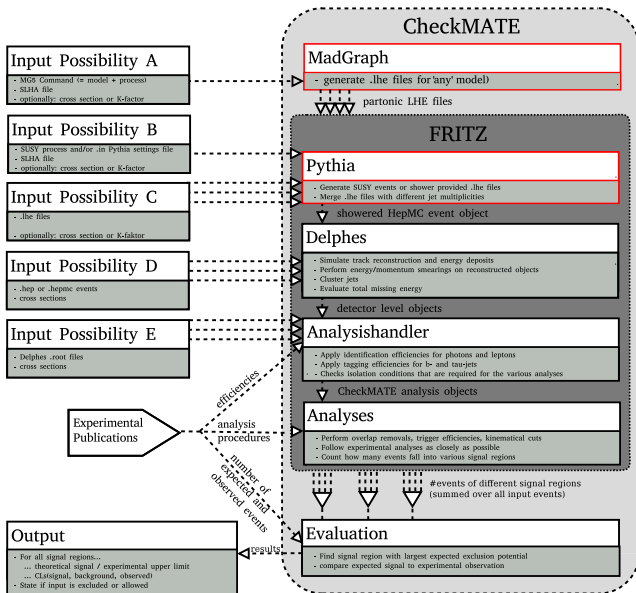 CheckMATE
Input Possibility A
- MG5 Command (= model + process)
- SLHA file
- optionally: cross section or K-factor
MadGraph
- generate .lhe files for 'any' model)
partonic LHE files
FRITZ
Input Possibility B
- SUSY process and/or .in Pythia settings file
- SLHA file
- optionally: cross section or K-factor
Pythia
- Generate SUSY events or shower provided .lhe files
- Merge .lhe files with different jet multiplicities
Input Possibility C
- .lhe files
- optionally: cross section or K-faktor
showered HepMC event object
Delphes
- Simulate track reconstruction and energy deposits
- Perform energy/momentum smearings on reconstructed objects
- Cluster jets
- Evaluate total missing energy
Input Possibility D
- .hep or .hepmc events
- cross sections
detector level objects
Input Possibility E
- Delphes .root files
- cross sections
Analysishandler
- Apply identification efficiencies for photons and leptons
- Apply tagging efficiencies for b- and tau-jets
- Checks isolation conditions that are required for the various analyses
CheckMATE analysis objects
Experimental
Publications
efficiencies
analysis
procedures
number of
expected and
observed events
Analyses
- Perform overlap removals, trigger efficiencies, kinematical cuts
- Follow experimental analyses as closely as possible
- Count how many events fall into various signal regions
#events of different signal regions
(summed over all input events)
Evaluation
- Find signal region with largest expected exclusion potential
- compare expected signal to experimental observation
results
Output
- For all signal regions...
... theoretical signal / experimental upper limit
... CLs(signal, background, observed)
- State if input is excluded or allowed